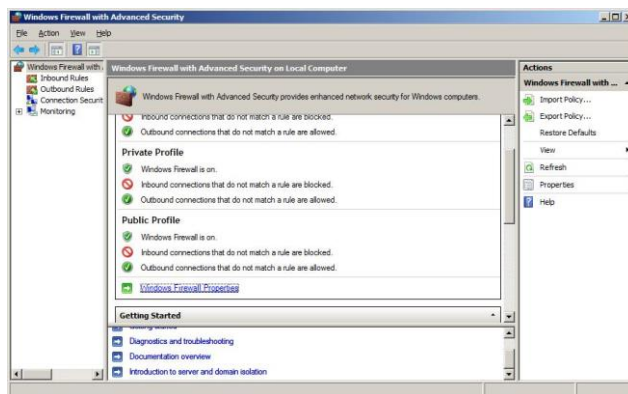 Windows Firewall with Advanced Security
File Action View Help
Windows Firewall with
Inbound Rules
Outbound Rules
Connection Securit
Monitoring
Windows Firewall with Advanced Security on Local Computer
Windows Firewall with Advanced Security provides enhanced network security for Windows computers.
Inbound connections that do not match a rule are blocked.
Outbound connections that do not match a rule are allowed.
Private Profile
Windows Firewall is on.
Inbound connections that do not match a rule are blocked.
Outbound connections that do not match a rule are allowed.
Public Profile
Windows Firewall is on.
Inbound connections that do not match a rule are blocked.
Outbound connections that do not match a rule are allowed.
Windows Firewall Properties
Getting Started
Diagnostics and troubleshooting
Documentation overview
Introduction to server and domain isolation
Actions
Windows Firewall with ...
Import Policy...
Export Policy...
Restore Defaults
View
Refresh
Properties
Help